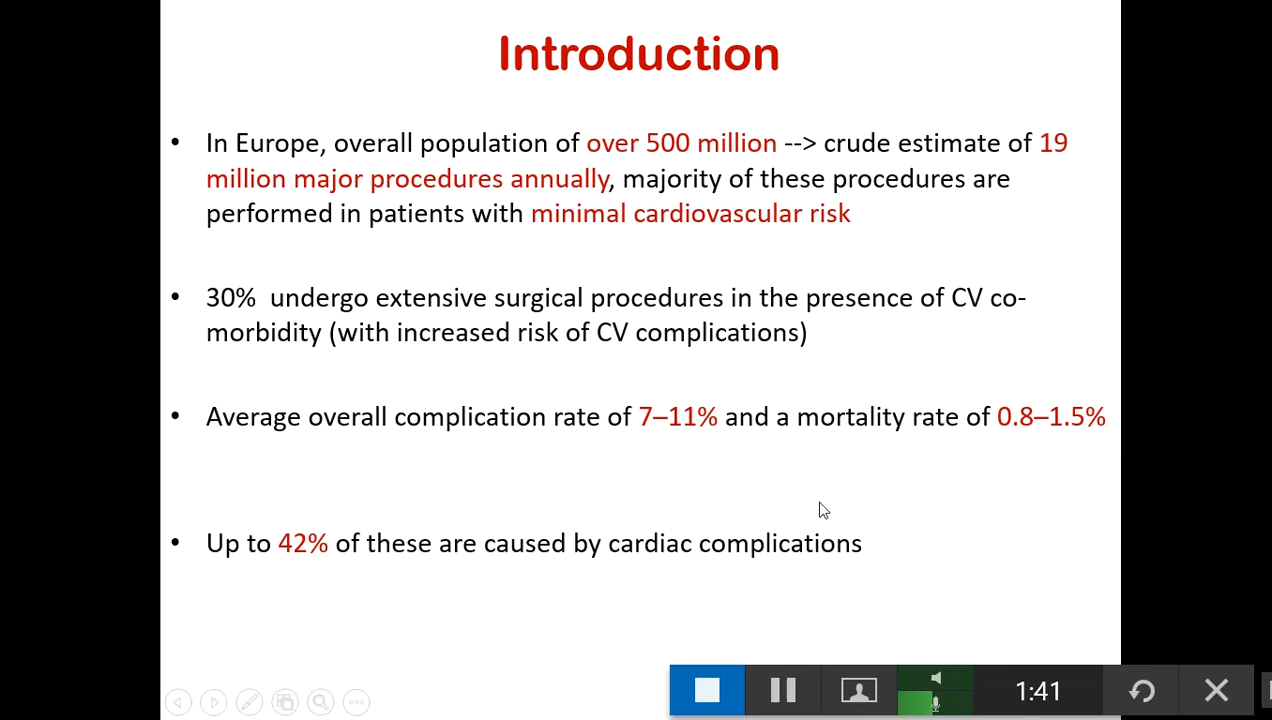 Introduction
• In Europe, overall population of over 500 million --> crude estimate of 19
million major procedures annually, majority of these procedures are
performed in patients with minimal cardiovascular risk
• 30%  undergo extensive surgical procedures in the presence of CV co-
morbidity (with increased risk of CV complications)
• Average overall complication rate of 7–11% and a mortality rate of 0.8–1.5%
• Up to 42% of these are caused by cardiac complications
1:41